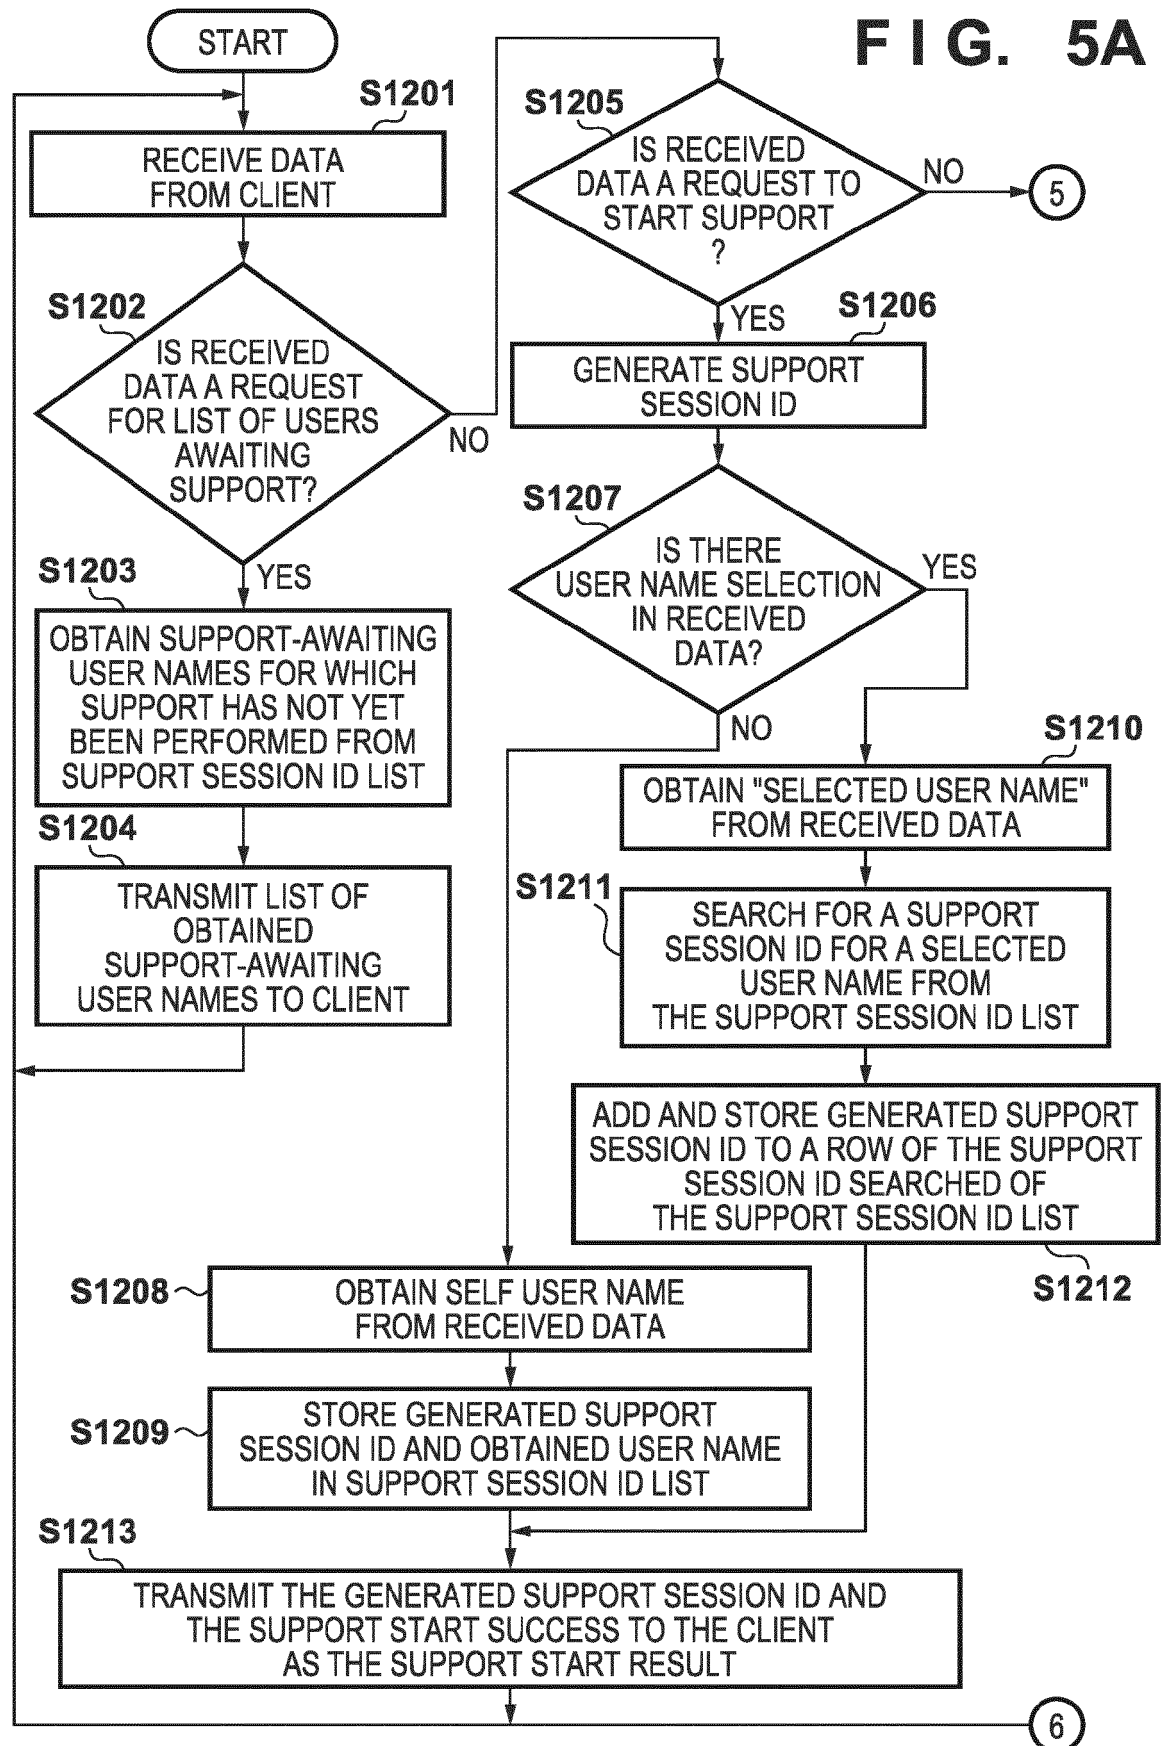 FIG. 5A
START
S1201
RECEIVE DATA
FROM CLIENT
S1202
IS RECEIVED
DATA A REQUEST
FOR LIST OF USERS
AWAITING
SUPPORT?
NO
YES
S1203
OBTAIN SUPPORT-AWAITING
USER NAMES FOR WHICH
SUPPORT HAS NOT YET
BEEN PERFORMED FROM
SUPPORT SESSION ID LIST
S1204
TRANSMIT LIST OF
OBTAINED
SUPPORT-AWAITING
USER NAMES TO CLIENT
S1205
IS RECEIVED
DATA A REQUEST TO
START SUPPORT
?
NO
5
YES
S1206
GENERATE SUPPORT
SESSION ID
S1207
IS THERE
USER NAME SELECTION
IN RECEIVED
DATA?
YES
NO
S1210
OBTAIN "SELECTED USER NAME"
FROM RECEIVED DATA
S1211
SEARCH FOR A SUPPORT
SESSION ID FOR A SELECTED
USER NAME FROM
THE SUPPORT SESSION ID LIST
ADD AND STORE GENERATED SUPPORT
SESSION ID TO A ROW OF THE SUPPORT
SESSION ID SEARCHED OF
THE SUPPORT SESSION ID LIST
S1212
S1208
OBTAIN SELF USER NAME
FROM RECEIVED DATA
S1209
STORE GENERATED SUPPORT
SESSION ID AND OBTAINED USER NAME
IN SUPPORT SESSION ID LIST
S1213
TRANSMIT THE GENERATED SUPPORT SESSION ID AND
THE SUPPORT START SUCCESS TO THE CLIENT
AS THE SUPPORT START RESULT
6